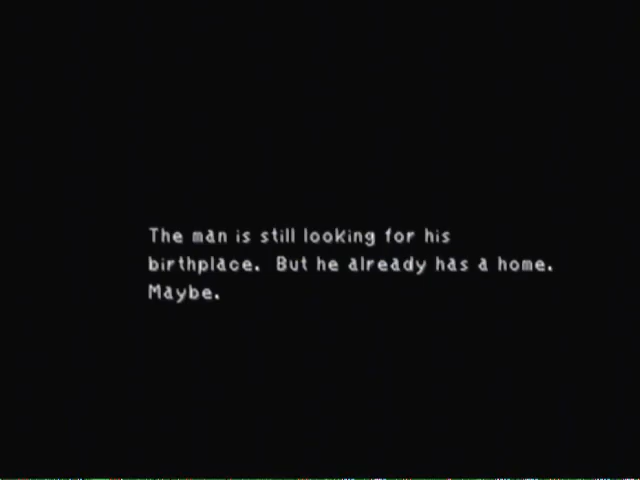 The man is still looking for his
birthplace. But he already has a home.
Maybe.